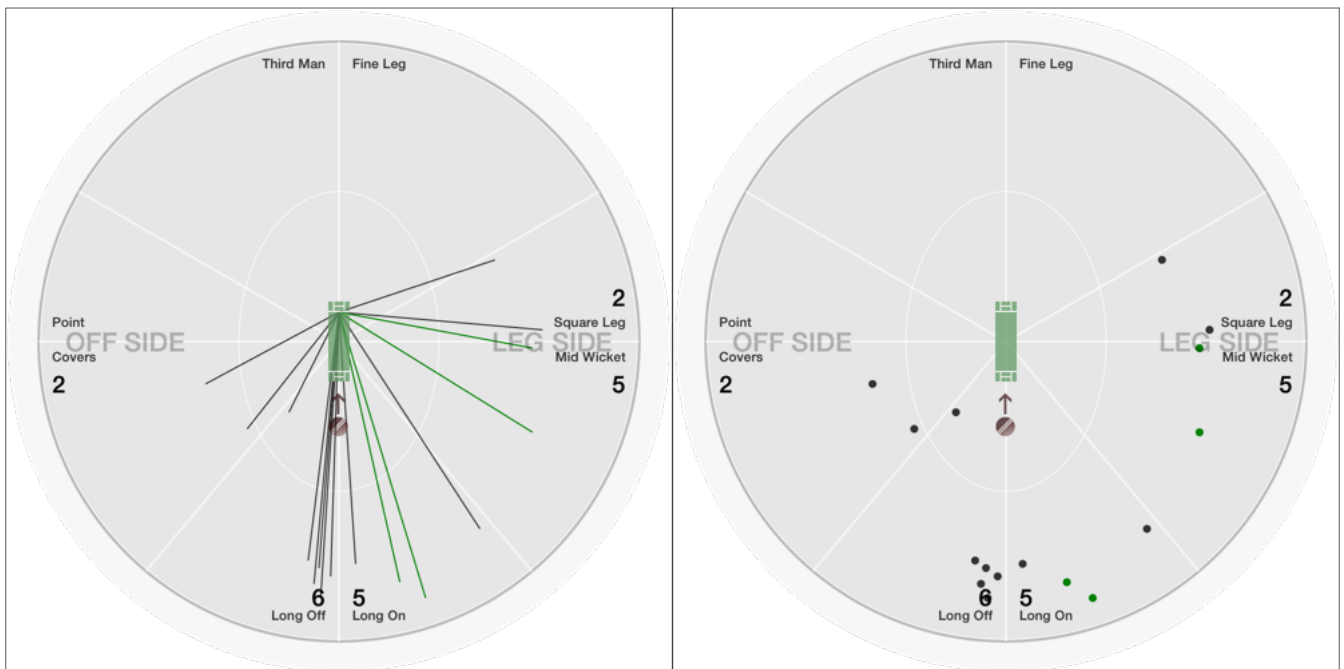 Third Man Fine Leg
2
Point Square Leg
OFF SIDE LEG SIDE
Covers Mid Wicket
2 5
6 5
Long Off Long On
Third Man Fine Leg
2
Point Square Leg
OFF SIDE LEG SIDE
Covers Mid Wicket
2 5
6 5
Long Off Long On